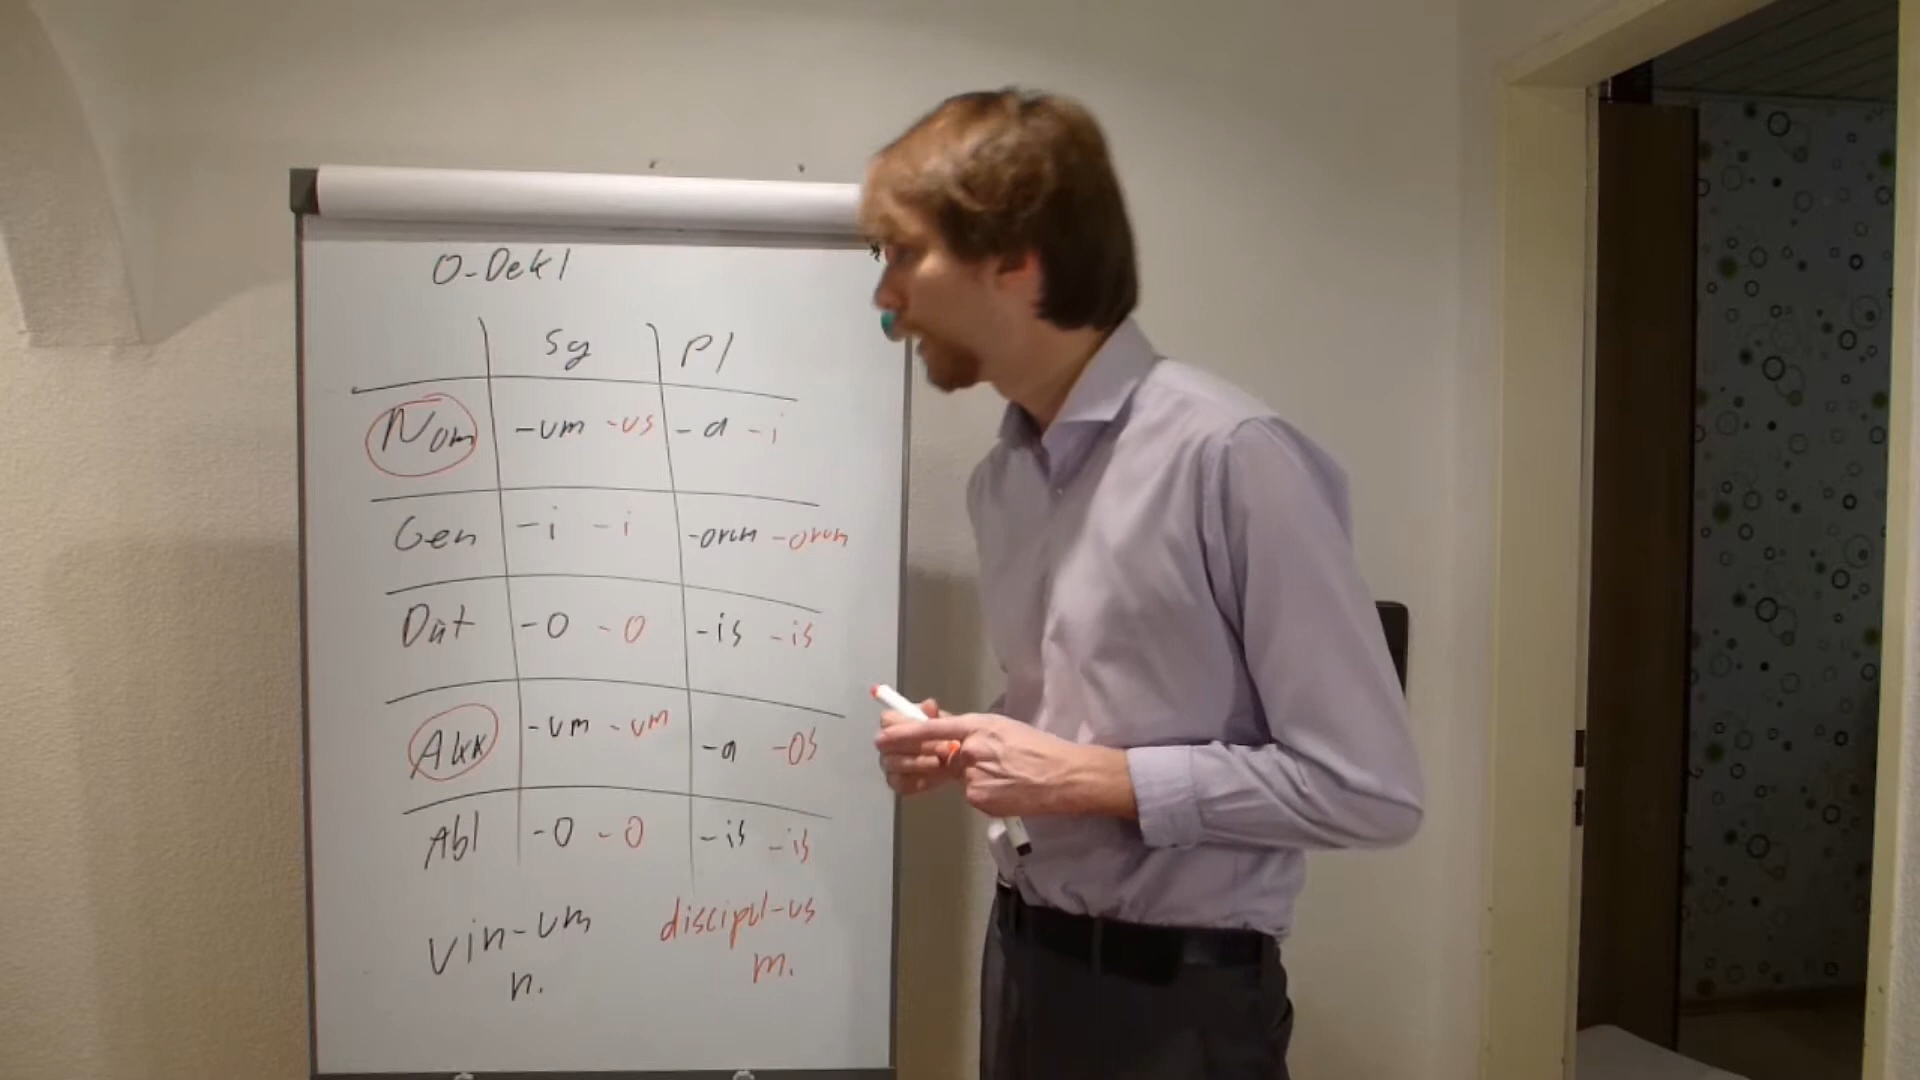 O-Dekl
Sg Pl
Nom -um -us -a -i
Gen -i -i -orum -orum
Dat -o -o -is -is
Akk -um -um -a -os
Abl -o -o -is -is
vin-um discipul-us
n. m.